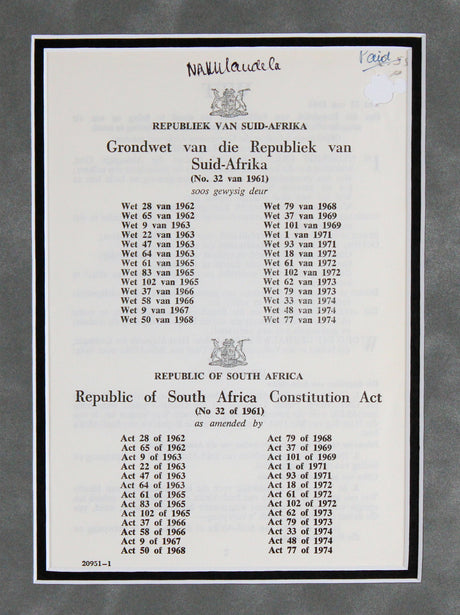 NRMandela
Paid
REPUBLIEK VAN SUID-AFRIKA
Grondwet van die Republiek van
Suid-Afrika
(No. 32 van 1961)
soos gewysig deur
Wet 28 van 1962
Wet 65 van 1962
Wet 9 van 1963
Wet 22 van 1963
Wet 47 van 1963
Wet 64 van 1963
Wet 61 van 1965
Wet 83 van 1965
Wet 102 van 1965
Wet 37 van 1966
Wet 58 van 1966
Wet 9 van 1967
Wet 50 van 1968
Wet 79 van 1968
Wet 37 van 1969
Wet 101 van 1969
Wet 1 van 1971
Wet 93 van 1971
Wet 18 van 1972
Wet 61 van 1972
Wet 102 van 1972
Wet 62 van 1973
Wet 79 van 1973
Wet 33 van 1974
Wet 48 van 1974
Wet 77 van 1974
REPUBLIC OF SOUTH AFRICA
Republic of South Africa Constitution Act
(No 32 of 1961)
as amended by
Act 28 of 1962
Act 65 of 1962
Act 9 of 1963
Act 22 of 1963
Act 47 of 1963
Act 64 of 1963
Act 61 of 1965
Act 83 of 1965
Act 102 of 1965
Act 37 of 1966
Act 58 of 1966
Act 9 of 1967
Act 50 of 1968
Act 79 of 1968
Act 37 of 1969
Act 101 of 1969
Act 1 of 1971
Act 93 of 1971
Act 18 of 1972
Act 61 of 1972
Act 102 of 1972
Act 62 of 1973
Act 79 of 1973
Act 33 of 1974
Act 48 of 1974
Act 77 of 1974
20951–1